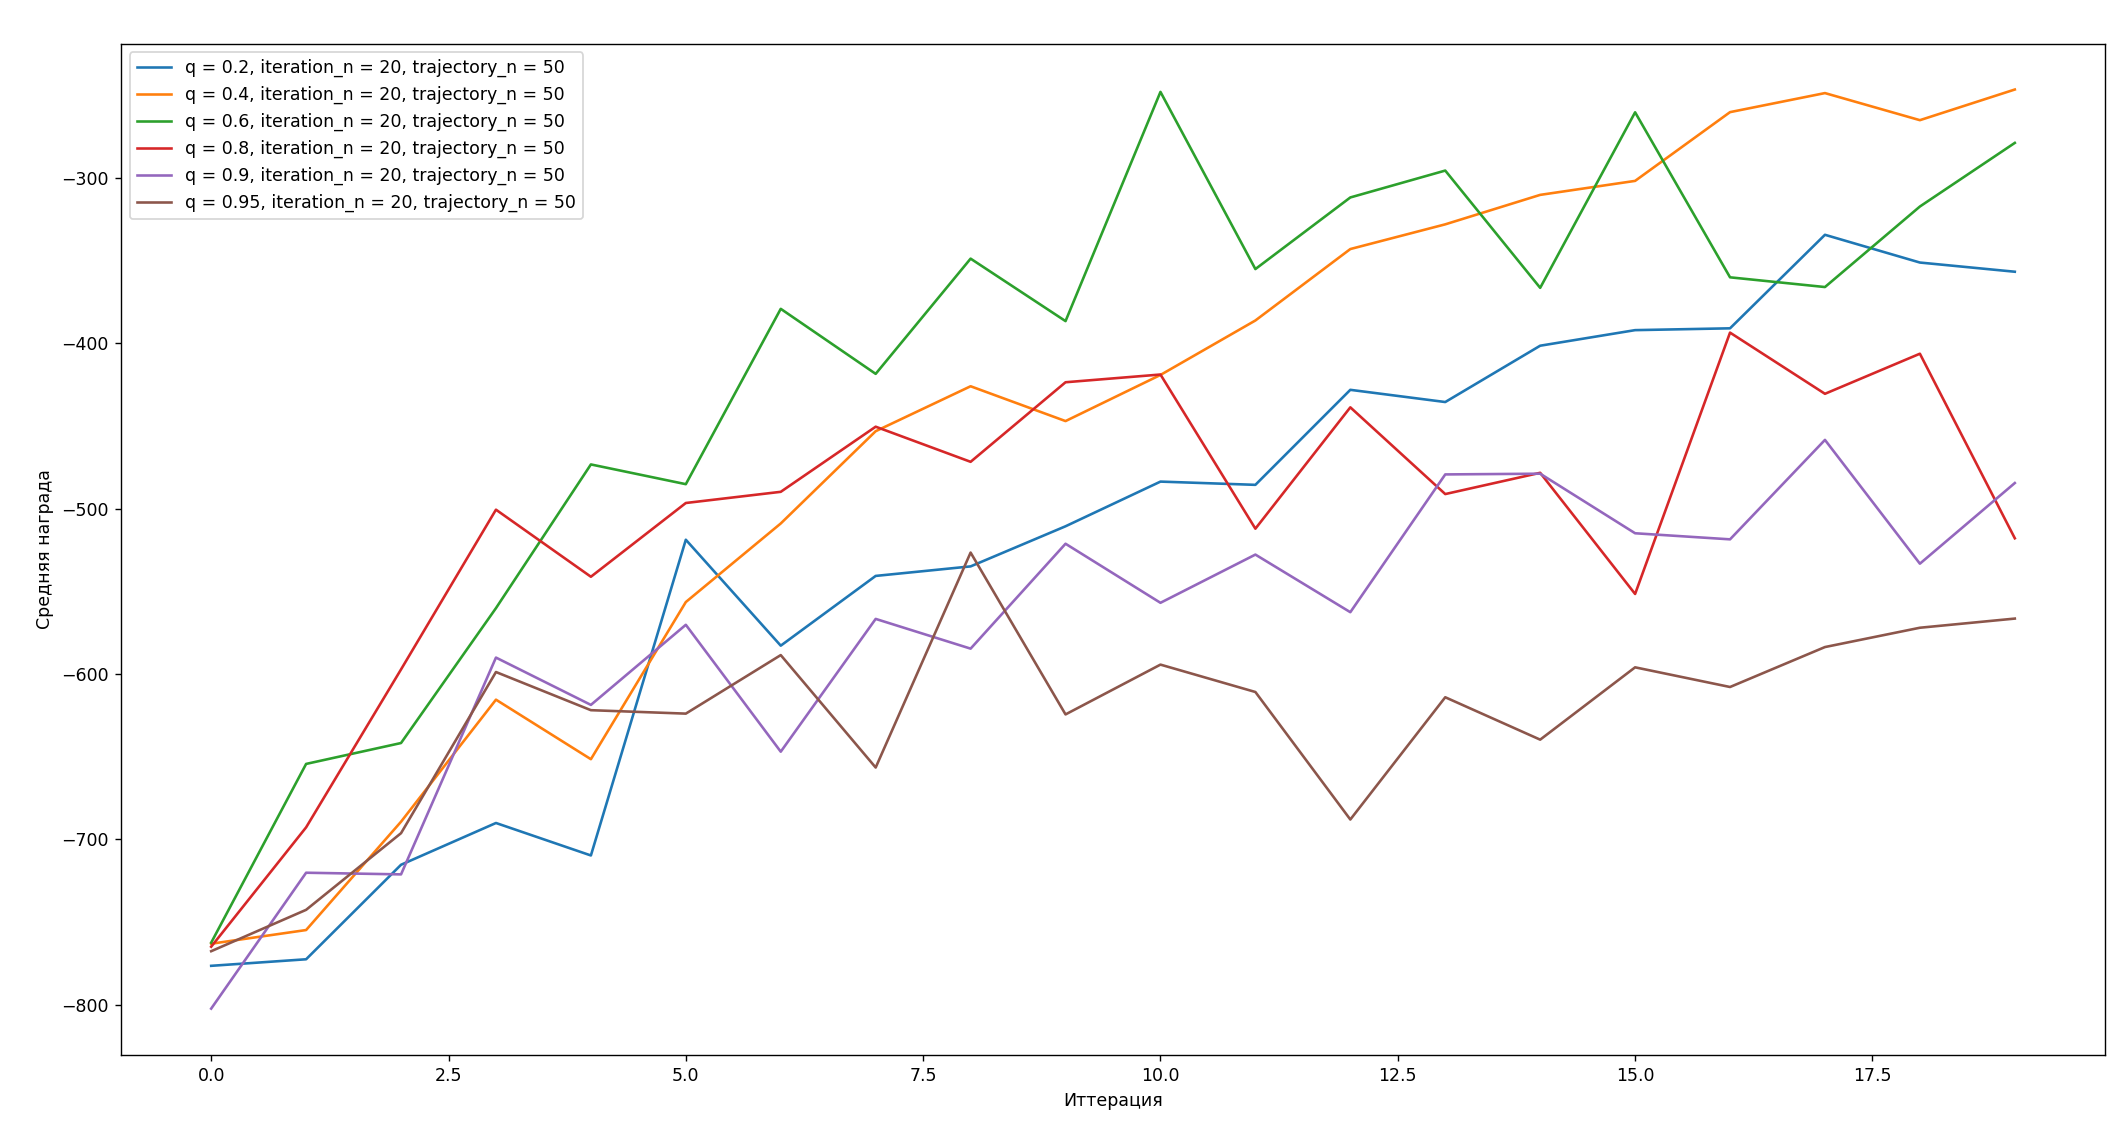 q = 0.2, iteration_n = 20, trajectory_n = 50
q = 0.4, iteration_n = 20, trajectory_n = 50
q = 0.6, iteration_n = 20, trajectory_n = 50
q = 0.8, iteration_n = 20, trajectory_n = 50
q = 0.9, iteration_n = 20, trajectory_n = 50
q = 0.95, iteration_n = 20, trajectory_n = 50
−300
−400
−500
−600
−700
−800
Средняя награда
0.0 2.5 5.0 7.5 10.0 12.5 15.0 17.5
Иттерация